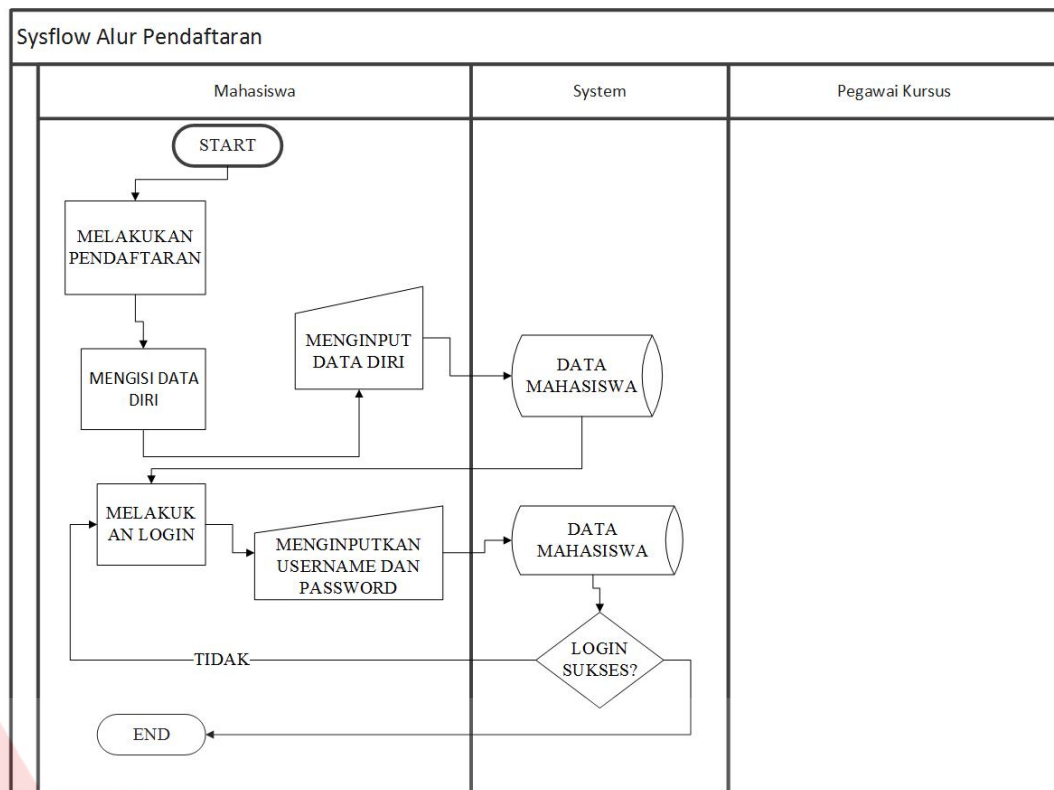 Sysflow Alur Pendaftaran
Mahasiswa
System
Pegawai Kursus
START
MELAKUKAN
PENDAFTARAN
MENGINPUT
DATA DIRI
DATA
MAHASISWA
MENGISI DATA
DIRI
MELAKUK
AN LOGIN
MENGINPUTKAN
USERNAME DAN
PASSWORD
DATA
MAHASISWA
LOGIN
SUKSES?
TIDAK
END